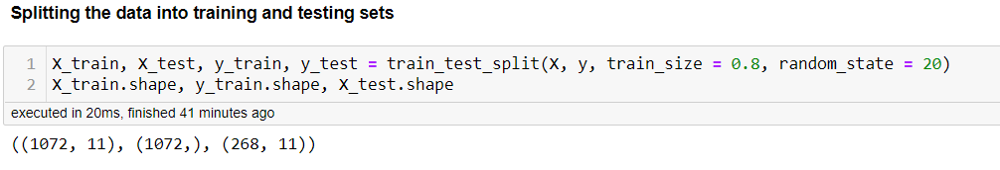 Splitting the data into training and testing sets
1 X_train, X_test, y_train, y_test = train_test_split(X, y, train_size = 0.8, random_state = 20)
2 X_train.shape, y_train.shape, X_test.shape
executed in 20ms, finished 41 minutes ago
((1072, 11), (1072,), (268, 11))